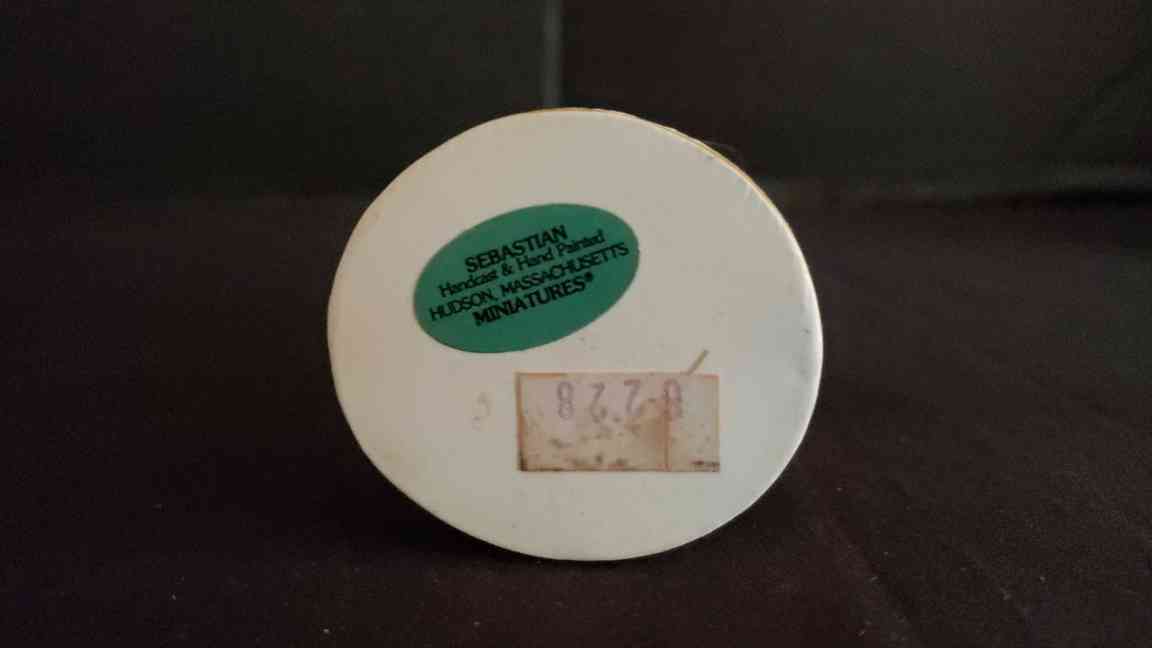 SEBASTIAN
Handcast & Hand Painted
HUDSON, MASSACHUSETTS
MINIATURES®